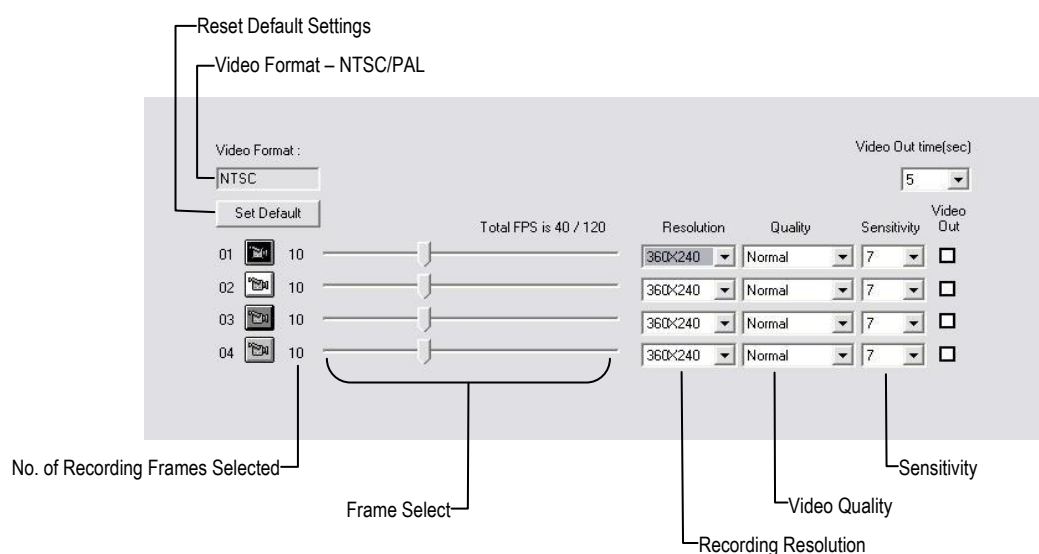 Reset Default Settings
Video Format – NTSC/PAL
Video Format :
Video Out time(sec)
NTSC
5
Set Default
Total FPS is 40 / 120
Resolution
Quality
Sensitivity
Video Out
01 10 360X240 Normal 7
02 10 360X240 Normal 7
03 10 360X240 Normal 7
04 10 360X240 Normal 7
No. of Recording Frames Selected
Sensitivity
Frame Select
Video Quality
Recording Resolution